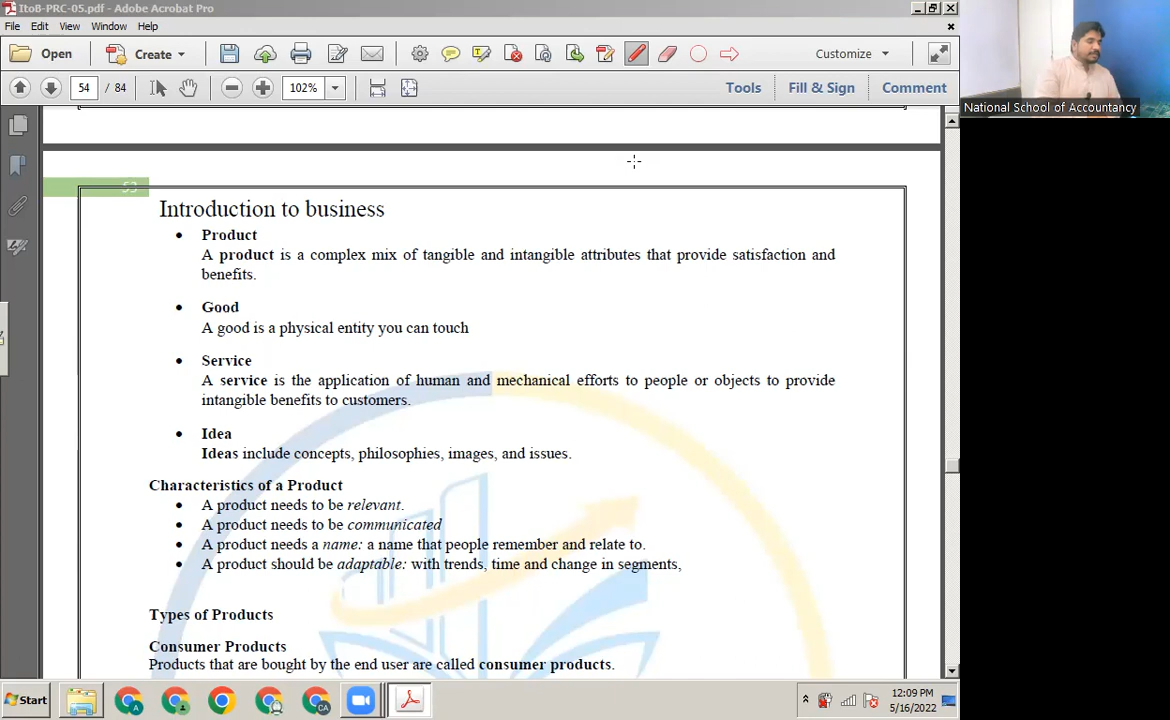 ItoB-PRC-05.pdf - Adobe Acrobat Pro
File Edit View Window Help
Open Create Customize
54 / 84 102% Tools Fill & Sign Comment
National School of Accountancy
53
Introduction to business
• Product
A product is a complex mix of tangible and intangible attributes that provide satisfaction and
benefits.
• Good
A good is a physical entity you can touch
• Service
A service is the application of human and mechanical efforts to people or objects to provide
intangible benefits to customers.
• Idea
Ideas include concepts, philosophies, images, and issues.
Characteristics of a Product
• A product needs to be relevant.
• A product needs to be communicated
• A product needs a name: a name that people remember and relate to.
• A product should be adaptable: with trends, time and change in segments,
Types of Products
Consumer Products
Products that are bought by the end user are called consumer products.
Start
A
CA
12:09 PM
5/16/2022